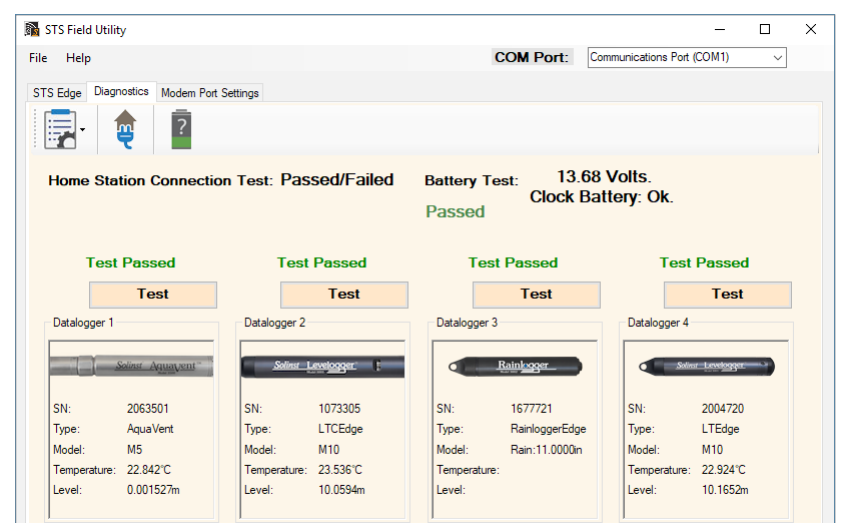 STS Field Utility
File Help COM Port: Communications Port (COM1)
STS Edge Diagnostics Modem Port Settings
?
Home Station Connection Test: Passed/Failed Battery Test: 13.68 Volts.
Clock Battery: Ok.
Passed
Test Passed Test Passed Test Passed Test Passed
Test Test Test Test
Datalogger 1 Datalogger 2 Datalogger 3 Datalogger 4
Solinst Aquavent Solinst Levelogger Rainlogger Solinst Levelogger
SN: 2063501 SN: 1073305 SN: 1677721 SN: 2004720
Type: AquaVent Type: LTCEdge Type: RainloggerEdge Type: LTEdge
Model: M5 Model: M10 Model: Rain:11.0000in Model: M10
Temperature: 22.842°C Temperature: 23.536°C Temperature: Temperature: 22.924°C
Level: 0.001527m Level: 10.0594m Level: Level: 10.1652m